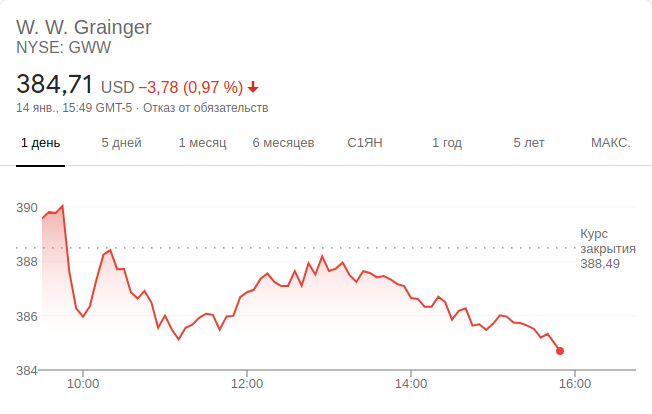 W. W. Grainger
NYSE: GWW
384,71 USD −3,78 (0,97 %)
14 янв., 15:49 GMT-5 · Отказ от обязательств
1 день 5 дней 1 месяц 6 месяцев С1ЯН 1 год 5 лет МАКС.
390
Курс
закрытия
388,49
388
386
384
10:00 12:00 14:00 16:00